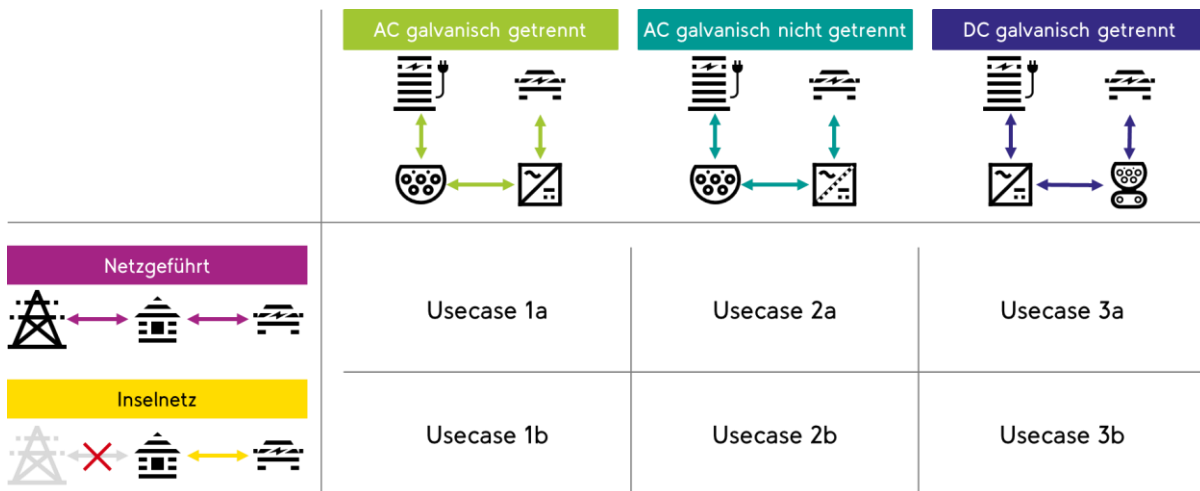 AC galvanisch getrennt
AC galvanisch nicht getrennt
DC galvanisch getrennt
Netzgeführt
Usecase 1a
Usecase 2a
Usecase 3a
Inselnetz
Usecase 1b
Usecase 2b
Usecase 3b